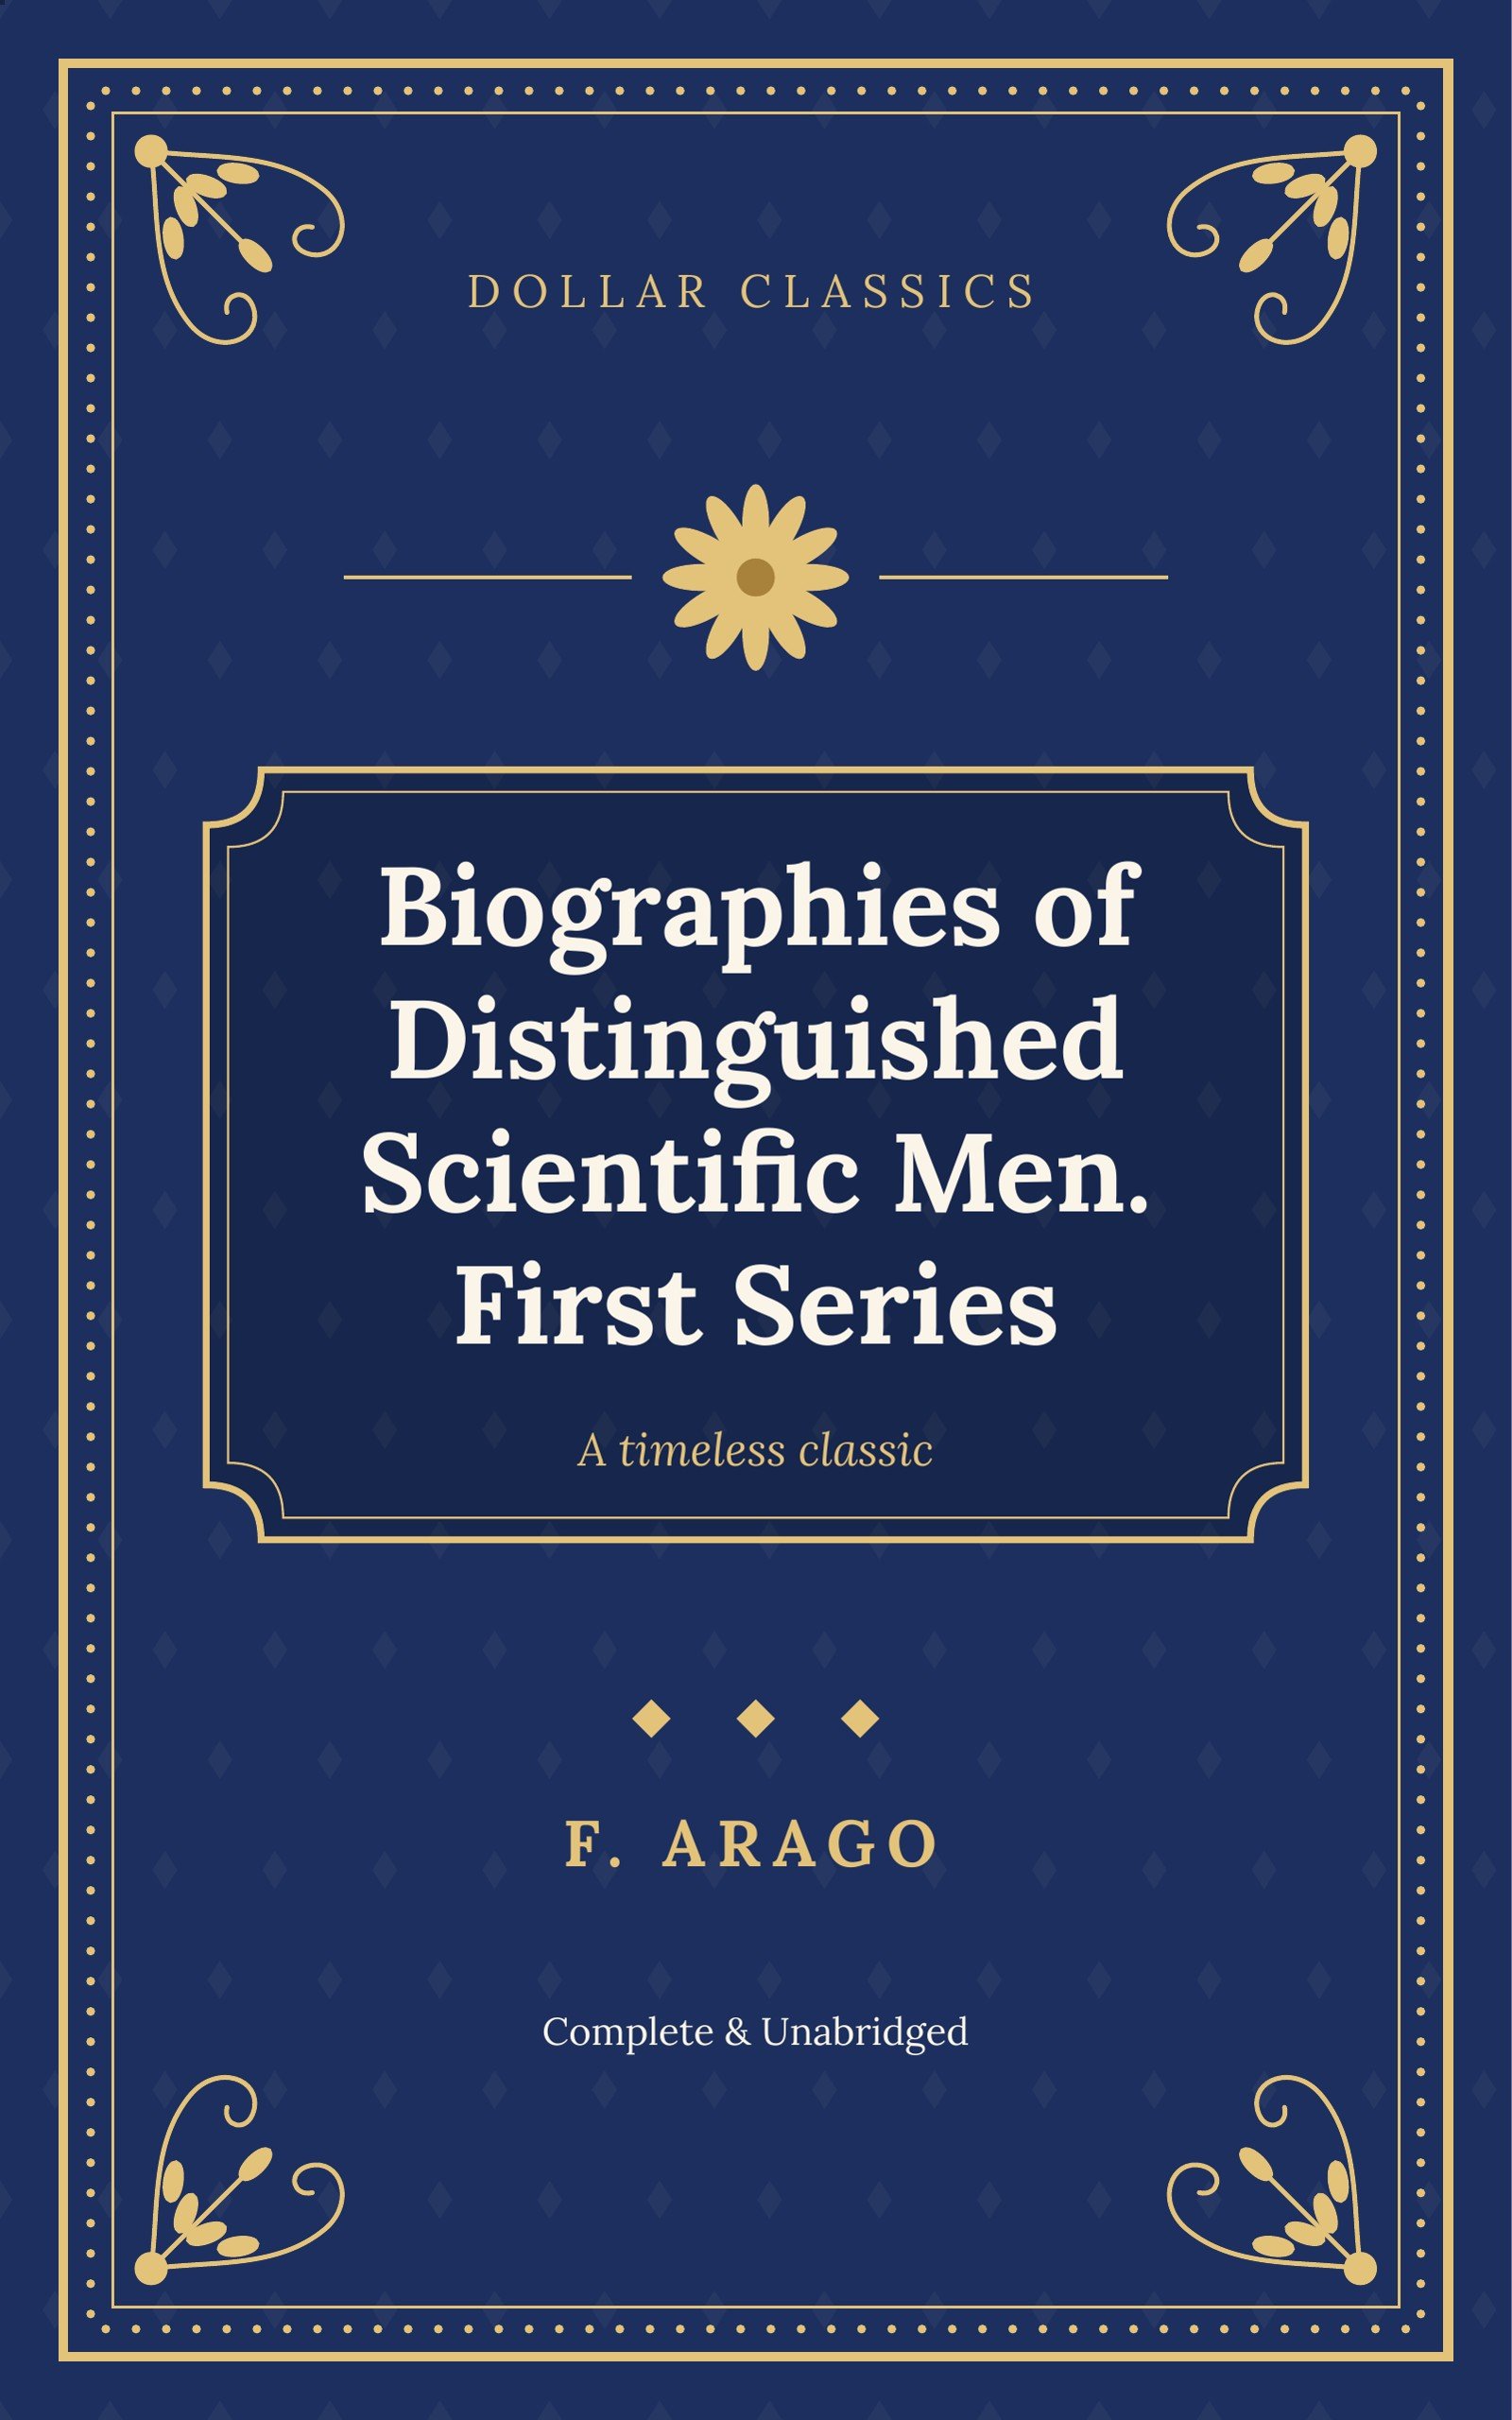 DOLLAR CLASSICS
Biographies of
Distinguished
Scientific Men.
First Series
A timeless classic
F. ARAGO
Complete & Unabridged